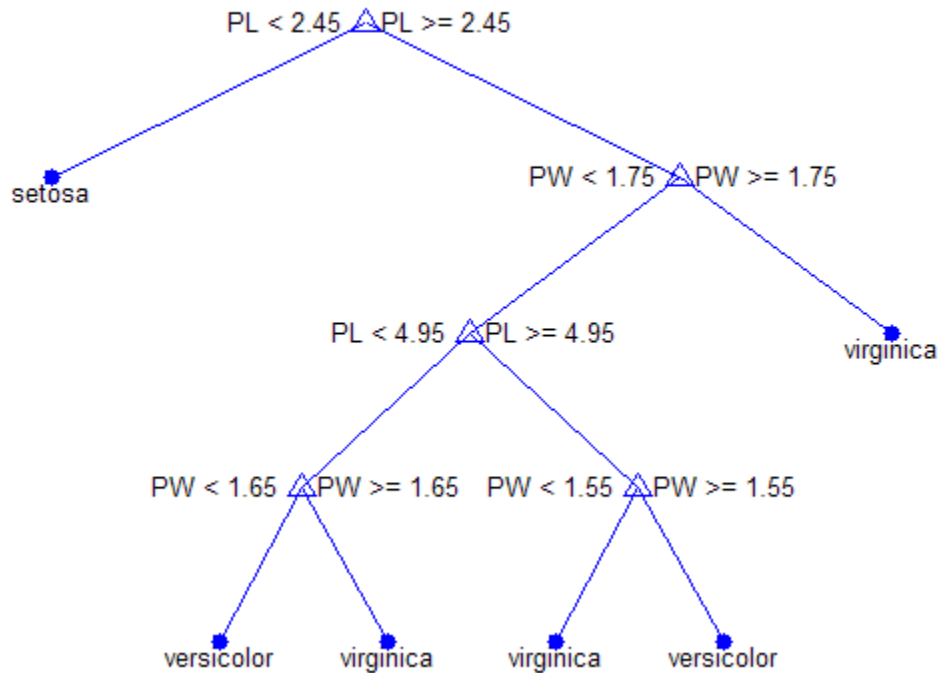 PL < 2.45 PL >= 2.45
setosa
PW < 1.75 PW >= 1.75
PL < 4.95 PL >= 4.95
virginica
PW < 1.65 PW >= 1.65 PW < 1.55 PW >= 1.55
versicolor virginica virginica versicolor